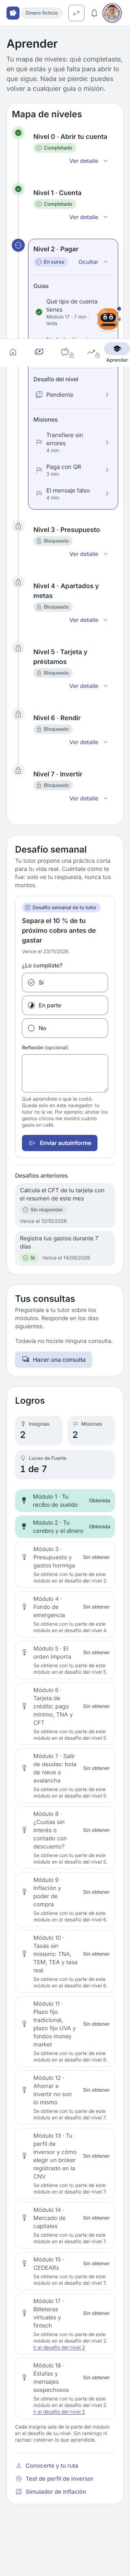 Dinero ficticio
Aprender
Tu mapa de niveles: qué completaste,
qué estás y qué falta para abrir lo
que sigue. Nada se pierde: puedes
volver a cualquier guía o misión.
Mapa de niveles
Nivel 0 · Abrir tu cuenta
Completado
Ver detalle
Nivel 1 · Cuenta
Completado
Ver detalle
Nivel 2 · Pagar
En curso
Ocultar
Guías
Qué tipo de cuenta
tienes
Módulo 17 · 7 min ·
leída
Aprender
Desafío del nivel
Pendiente
Misiones
Transfiere sin
errores
4 min
Paga con QR
3 min
El mensaje falso
4 min
Nivel 3 · Presupuesto
Bloqueado
Ver detalle
Nivel 4 · Apartados y
metas
Bloqueado
Ver detalle
Nivel 5 · Tarjeta y
préstamos
Bloqueado
Ver detalle
Nivel 6 · Rendir
Bloqueado
Ver detalle
Nivel 7 · Invertir
Bloqueado
Ver detalle
Desafío semanal
Tu tutor propone una práctica corta
para tu vida real. Cuéntale cómo te
fue: solo ve tu respuesta, nunca tus
montos.
Desafío semanal de tu tutor
Separa el 10 % de tu
próximo cobro antes de
gastar
Vence el 23/11/2026
¿Lo cumpliste?
Sí
En parte
No
Reflexión (opcional)
Qué aprendiste o qué te costó.
Queda solo en este navegador: tu
tutor no la ve. Por ejemplo: anotar los
gastos chicos me mostró cuánto
gasto en café.
Enviar autoinforme
Desafíos anteriores
Calcula el CFT de tu tarjeta con
el resumen de este mes
Sin responder
Vence el 12/10/2026
Registra tus gastos durante 7
días
Sí
Vence el 14/09/2026
Tus consultas
Pregúntale a tu tutor sobre los
módulos. Responde en los días
siguientes.
Todavía no hiciste ninguna consulta.
Hacer una consulta
Logros
Insignias
2
Misiones
2
Luces de Fuerte
1 de 7
Módulo 1 · Tu
recibo de sueldo
Obtenida
Módulo 2 · Tu
cerebro y el dinero
Obtenida
Módulo 3 ·
Presupuesto y
gastos hormiga
Sin obtener
Se obtiene con tu parte de este
módulo en el desafío del nivel 3.
Módulo 4 ·
Fondo de
emergencia
Sin obtener
Se obtiene con tu parte de este
módulo en el desafío del nivel 4.
Módulo 5 · El
orden importa
Sin obtener
Se obtiene con tu parte de este
módulo en el desafío del nivel 5.
Módulo 6 ·
Tarjeta de
crédito: pago
mínimo, TNA y
CFT
Sin obtener
Se obtiene con tu parte de este
módulo en el desafío del nivel 5.
Módulo 7 · Salir
de deudas: bola
de nieve o
avalancha
Sin obtener
Se obtiene con tu parte de este
módulo en el desafío del nivel 5.
Módulo 8 ·
¿Cuotas sin
interés o
contado con
descuento?
Sin obtener
Se obtiene con tu parte de este
módulo en el desafío del nivel 5.
Módulo 9 ·
Inflación y
poder de
compra
Sin obtener
Se obtiene con tu parte de este
módulo en el desafío del nivel 6.
Módulo 10 ·
Tasas sin
misterio: TNA,
TEM, TEA y tasa
real
Sin obtener
Se obtiene con tu parte de este
módulo en el desafío del nivel 6.
Módulo 11 ·
Plazo fijo
tradicional,
plazo fijo UVA y
fondos money
market
Sin obtener
Se obtiene con tu parte de este
módulo en el desafío del nivel 6.
Módulo 12 ·
Ahorrar e
invertir no son
lo mismo
Sin obtener
Se obtiene con tu parte de este
módulo en el desafío del nivel 7.
Módulo 13 · Tu
perfil de
inversor y cómo
elegir un bróker
registrado en la
CNV
Sin obtener
Se obtiene con tu parte de este
módulo en el desafío del nivel 7.
Módulo 14 ·
Mercado de
capitales
Sin obtener
Se obtiene con tu parte de este
módulo en el desafío del nivel 7.
Módulo 15 ·
CEDEARs
Sin obtener
Se obtiene con tu parte de este
módulo en el desafío del nivel 7.
Módulo 17 ·
Billeteras
virtuales y
fintech
Sin obtener
Se obtiene con tu parte de este
módulo en el desafío del nivel 2.
Ir al desafío del nivel 2
Módulo 18 ·
Estafas y
mensajes
sospechosos
Sin obtener
Se obtiene con tu parte de este
módulo en el desafío del nivel 2.
Ir al desafío del nivel 2
Cada insignia sale de la parte del módulo
en el desafío de su nivel. Sin rankings ni
rachas: celebran lo que aprendiste.
Conocerte y tu ruta
Test de perfil de inversor
Simulador de inflación